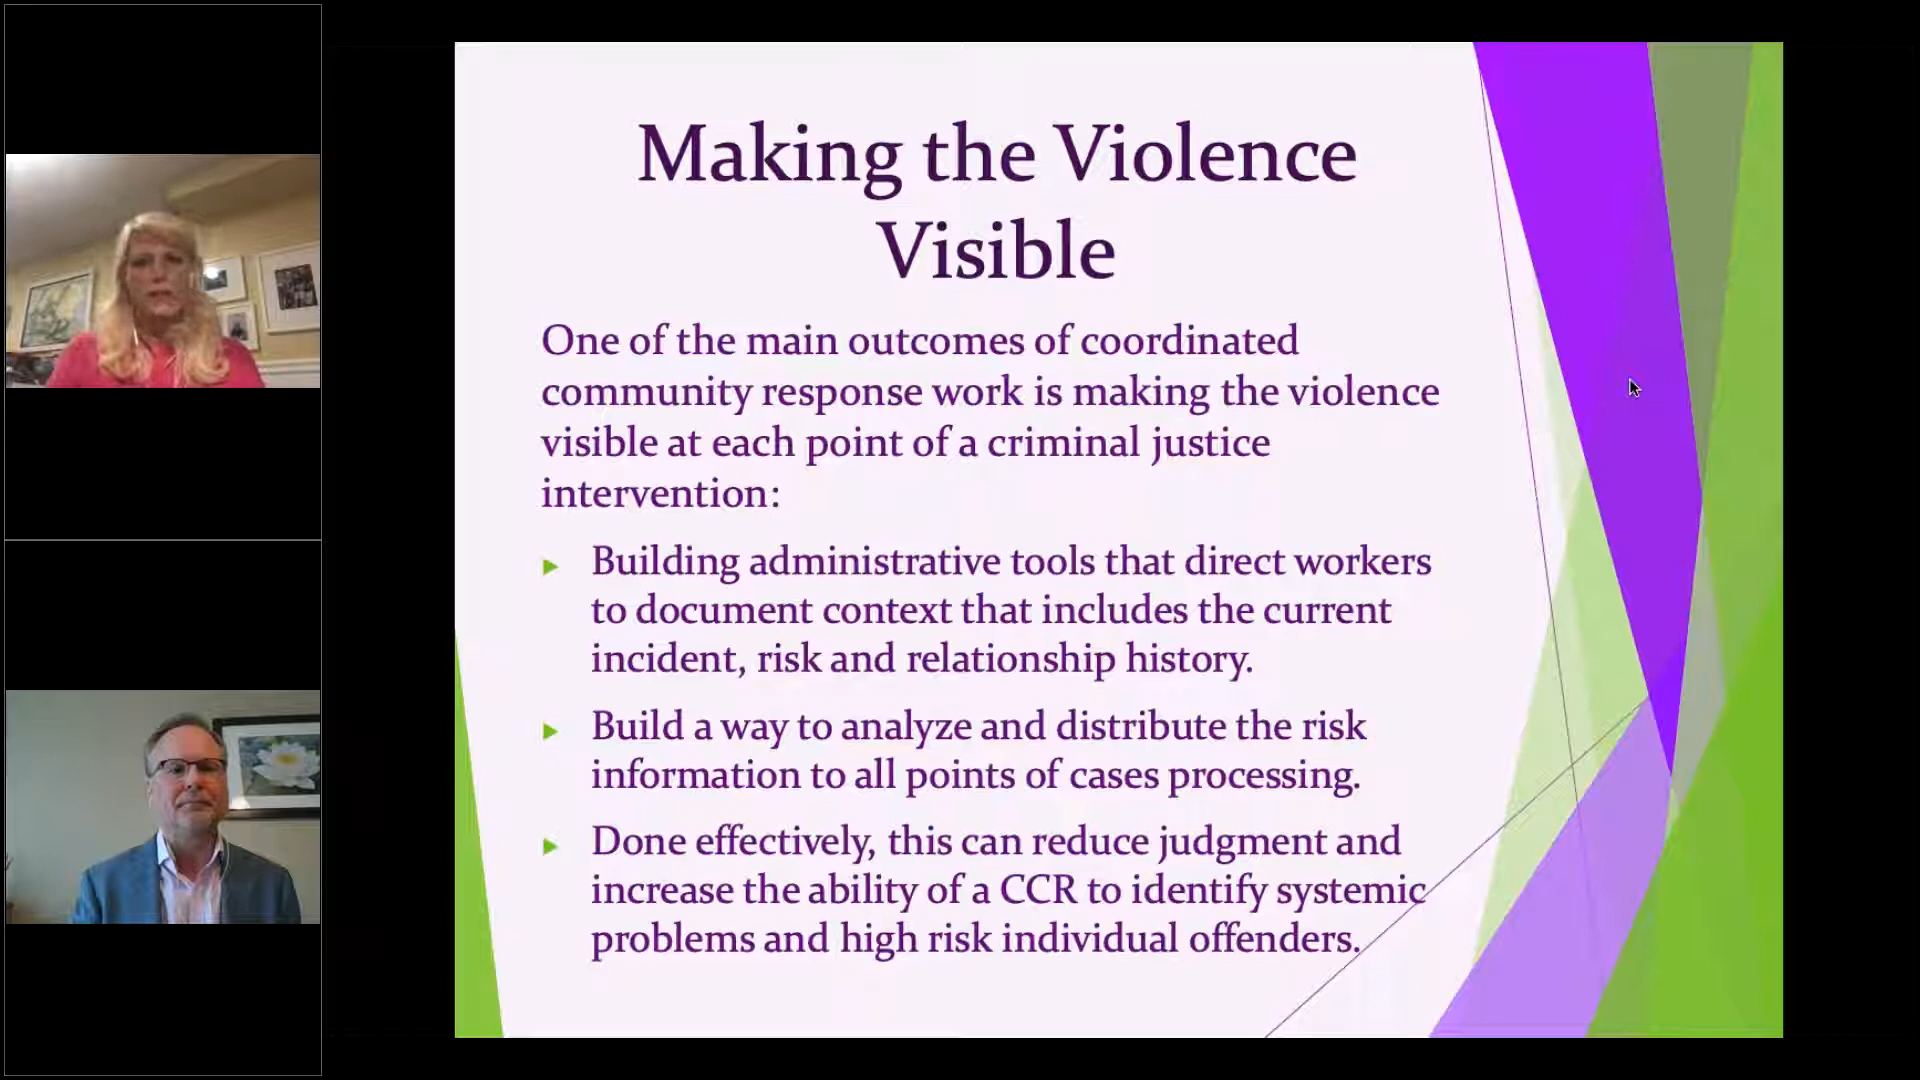 Making the Violence
Visible
One of the main outcomes of coordinated
community response work is making the violence
visible at each point of a criminal justice
intervention:
Building administrative tools that direct workers
to document context that includes the current
incident, risk and relationship history.
Build a way to analyze and distribute the risk
information to all points of cases processing.
Done effectively, this can reduce judgment and
increase the ability of a CCR to identify systemic
problems and high risk individual offenders.